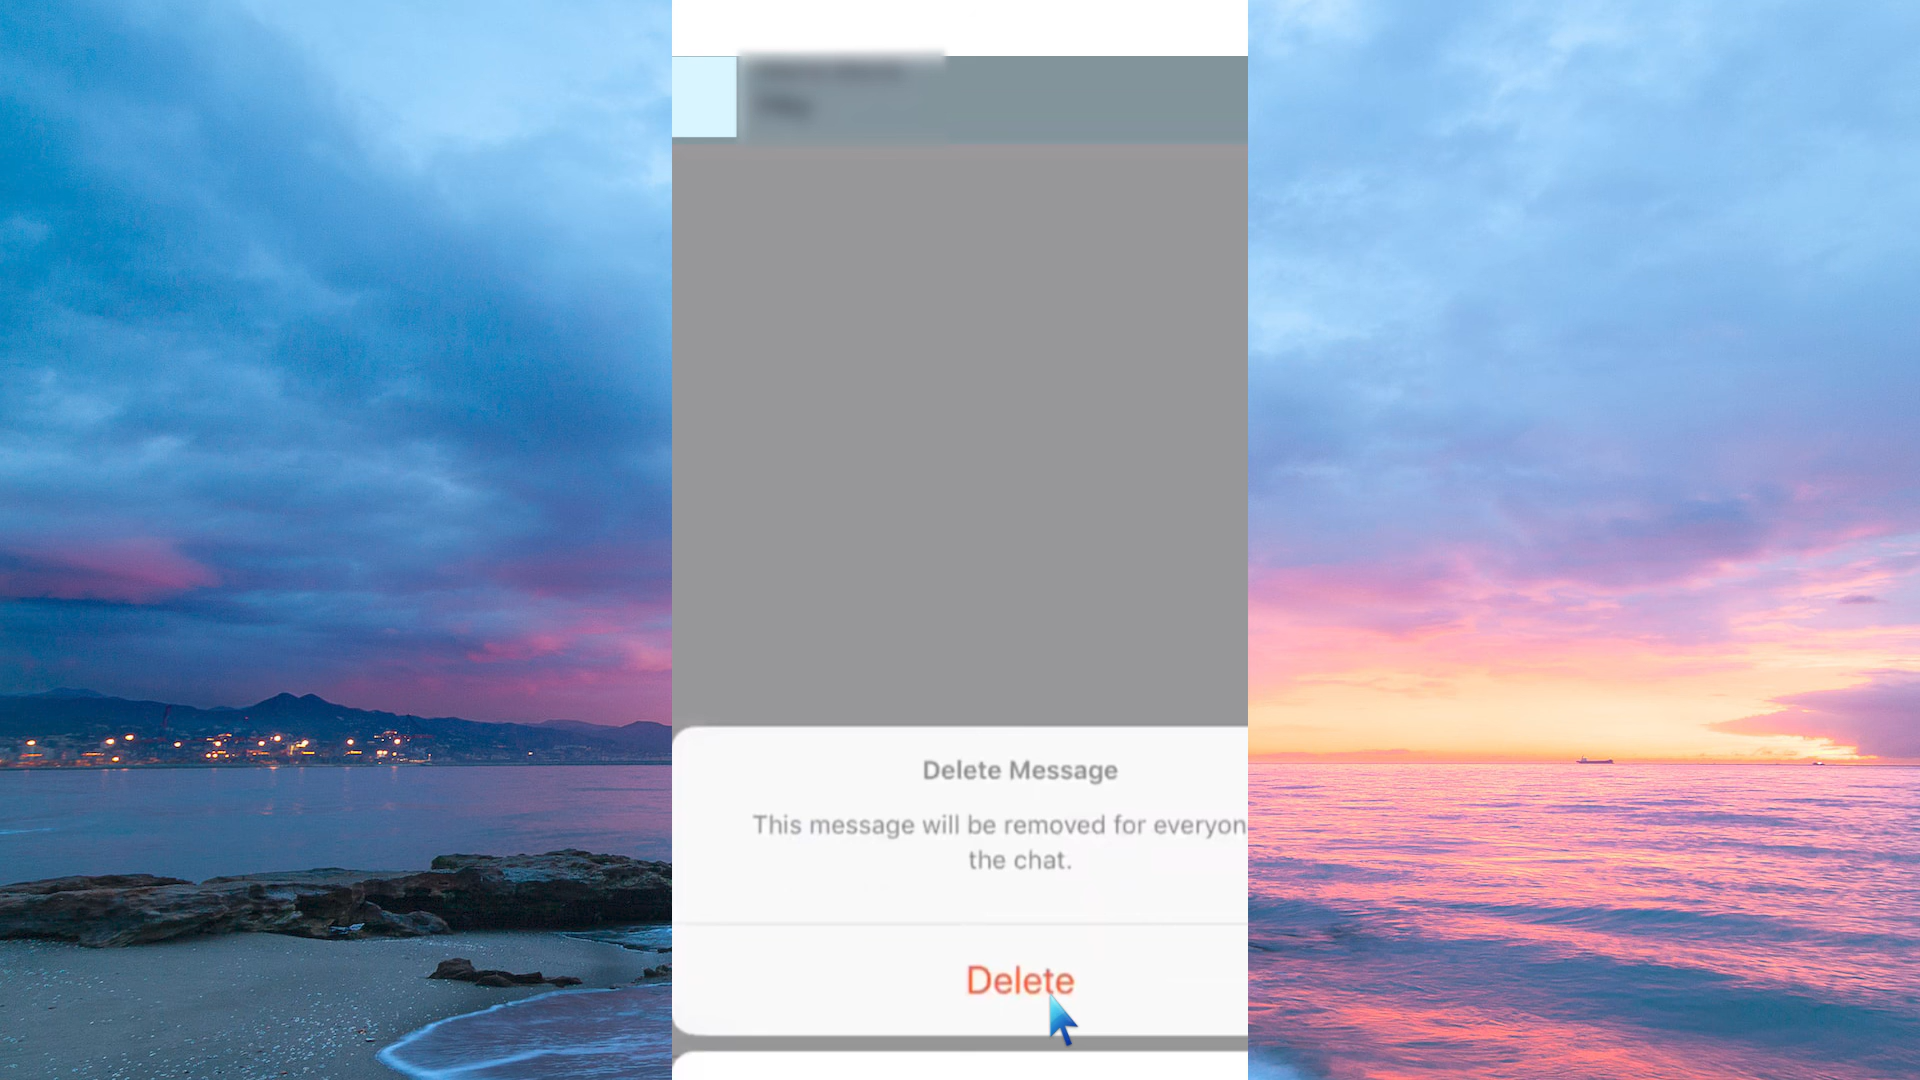 Delete Message
This message will be removed for everyon
the chat.
Delete